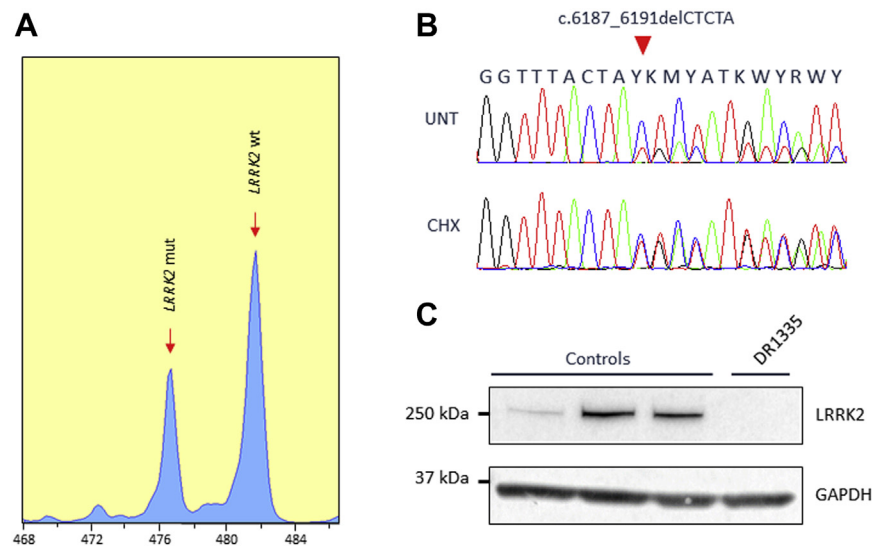 A
LRRK2 mut
LRRK2 wt
468 472 476 480 484
B
c.6187_6191delCTCTA
G G T T T A C T A Y K M Y A T K W Y R W Y
UNT
CHX
C
Controls
DR1335
250 kDa
LRRK2
37 kDa
GAPDH